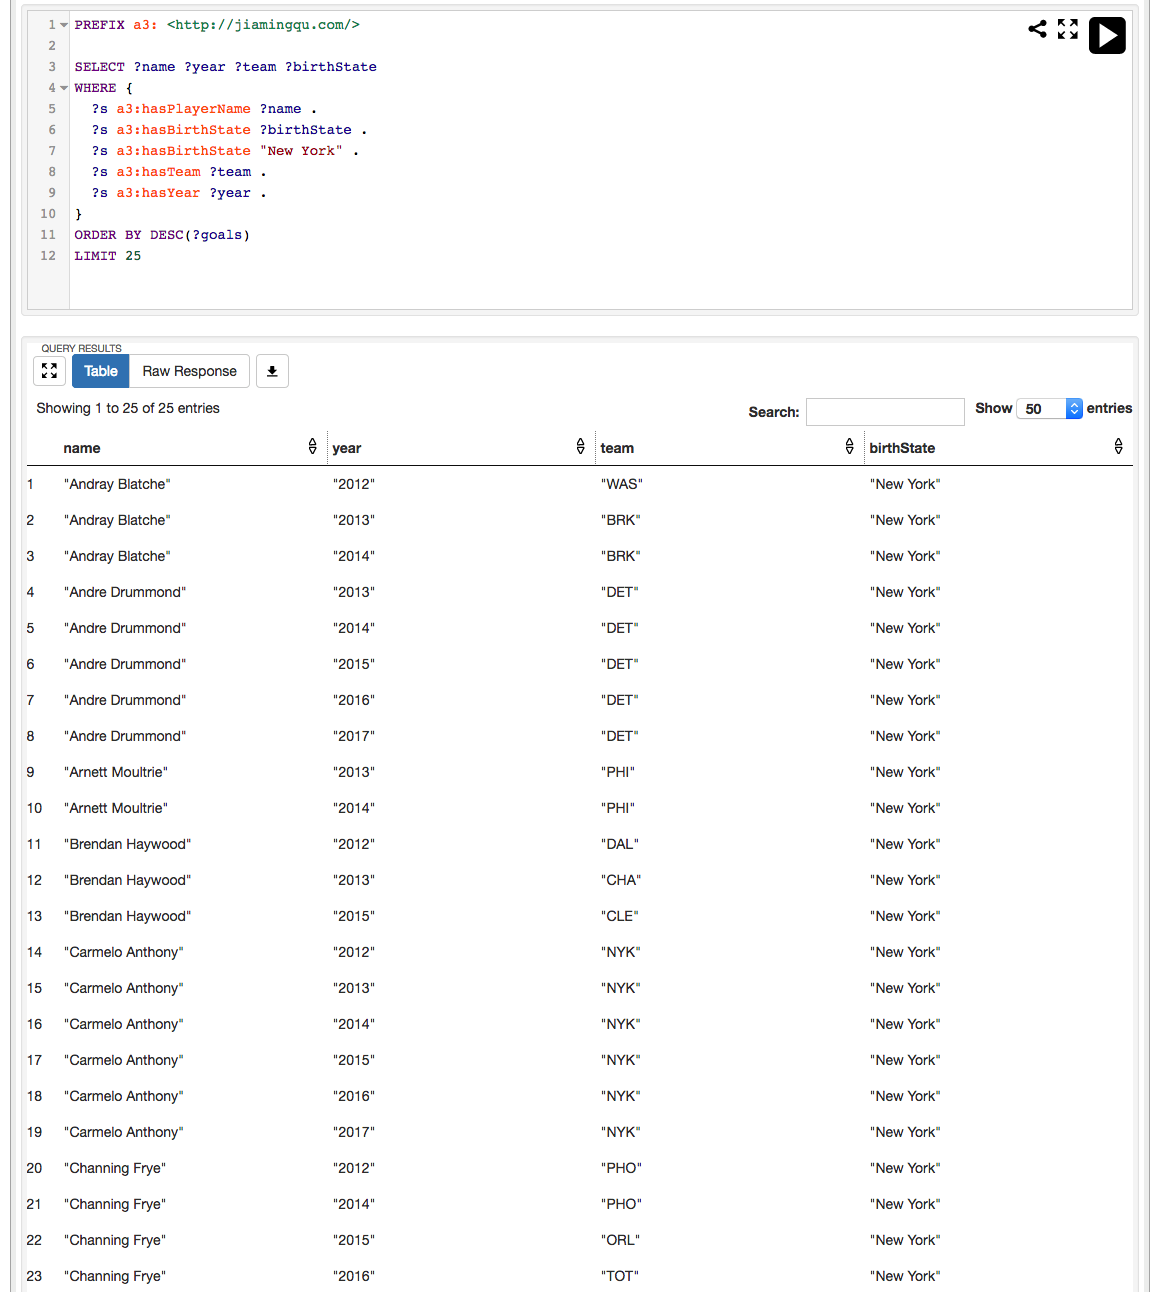 1 PREFIX a3: <http://jiamingqu.com/>
2
3 SELECT ?name ?year ?team ?birthState
4 WHERE {
5 ?s a3:hasPlayerName ?name .
6 ?s a3:hasBirthState ?birthState .
7 ?s a3:hasBirthState "New York" .
8 ?s a3:hasTeam ?team .
9 ?s a3:hasYear ?year .
10 }
11 ORDER BY DESC(?goals)
12 LIMIT 25
QUERY RESULTS
Table Raw Response
Showing 1 to 25 of 25 entries Search: Show 50 entries
name year team birthState
1 "Andray Blatche" "2012" "WAS" "New York"
2 "Andray Blatche" "2013" "BRK" "New York"
3 "Andray Blatche" "2014" "BRK" "New York"
4 "Andre Drummond" "2013" "DET" "New York"
5 "Andre Drummond" "2014" "DET" "New York"
6 "Andre Drummond" "2015" "DET" "New York"
7 "Andre Drummond" "2016" "DET" "New York"
8 "Andre Drummond" "2017" "DET" "New York"
9 "Arnett Moultrie" "2013" "PHI" "New York"
10 "Arnett Moultrie" "2014" "PHI" "New York"
11 "Brendan Haywood" "2012" "DAL" "New York"
12 "Brendan Haywood" "2013" "CHA" "New York"
13 "Brendan Haywood" "2015" "CLE" "New York"
14 "Carmelo Anthony" "2012" "NYK" "New York"
15 "Carmelo Anthony" "2013" "NYK" "New York"
16 "Carmelo Anthony" "2014" "NYK" "New York"
17 "Carmelo Anthony" "2015" "NYK" "New York"
18 "Carmelo Anthony" "2016" "NYK" "New York"
19 "Carmelo Anthony" "2017" "NYK" "New York"
20 "Channing Frye" "2012" "PHO" "New York"
21 "Channing Frye" "2014" "PHO" "New York"
22 "Channing Frye" "2015" "ORL" "New York"
23 "Channing Frye" "2016" "TOT" "New York"